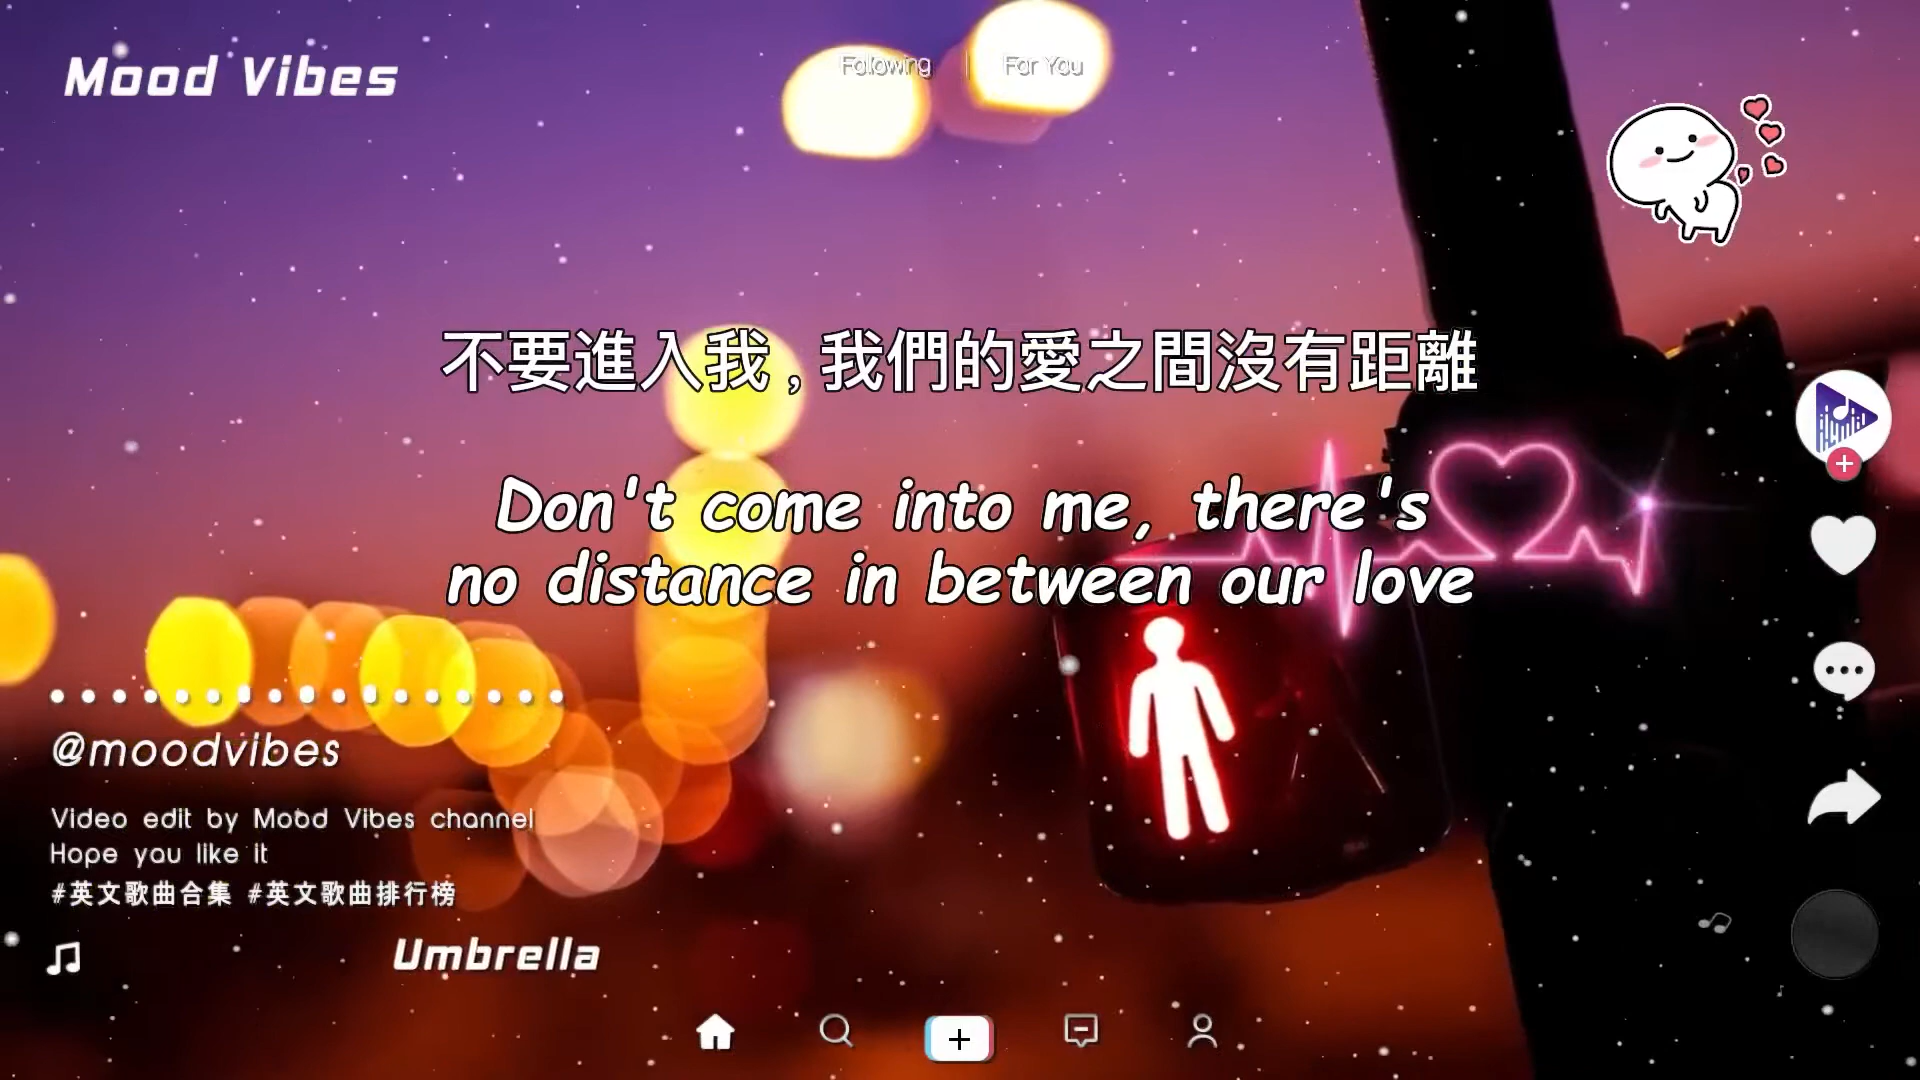 Mood Vibes
Following | For You
不要進入我, 我們的愛之間沒有距離
Don't come into me, there's
no distance in between our love
@moodvibes
Video edit by Mood Vibes channel
Hope you like it
#英文歌曲合集 #英文歌曲排行榜
Umbrella